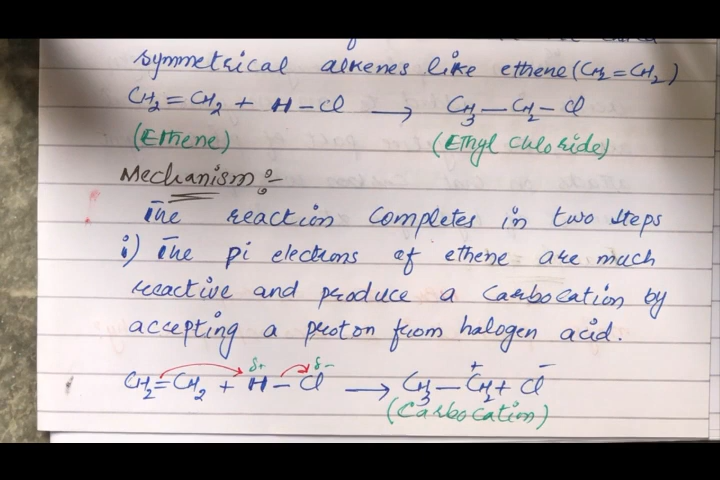 symmetrical alkenes like ethene (CH₂=CH₂)
CH₂=CH₂ + H-Cl → CH₃-CH₂-Cl
(Ethene) (Ethyl chloride)
Mechanism:-
The reaction completes in two steps
i) The pi electrons of ethene are much
reactive and produce a Carbocation by
accepting a proton from halogen acid.
δ+ δ-
CH₂=CH₂ + H-Cl → CH₃-C⁺H₂ + Cl⁻
(Carbocation)